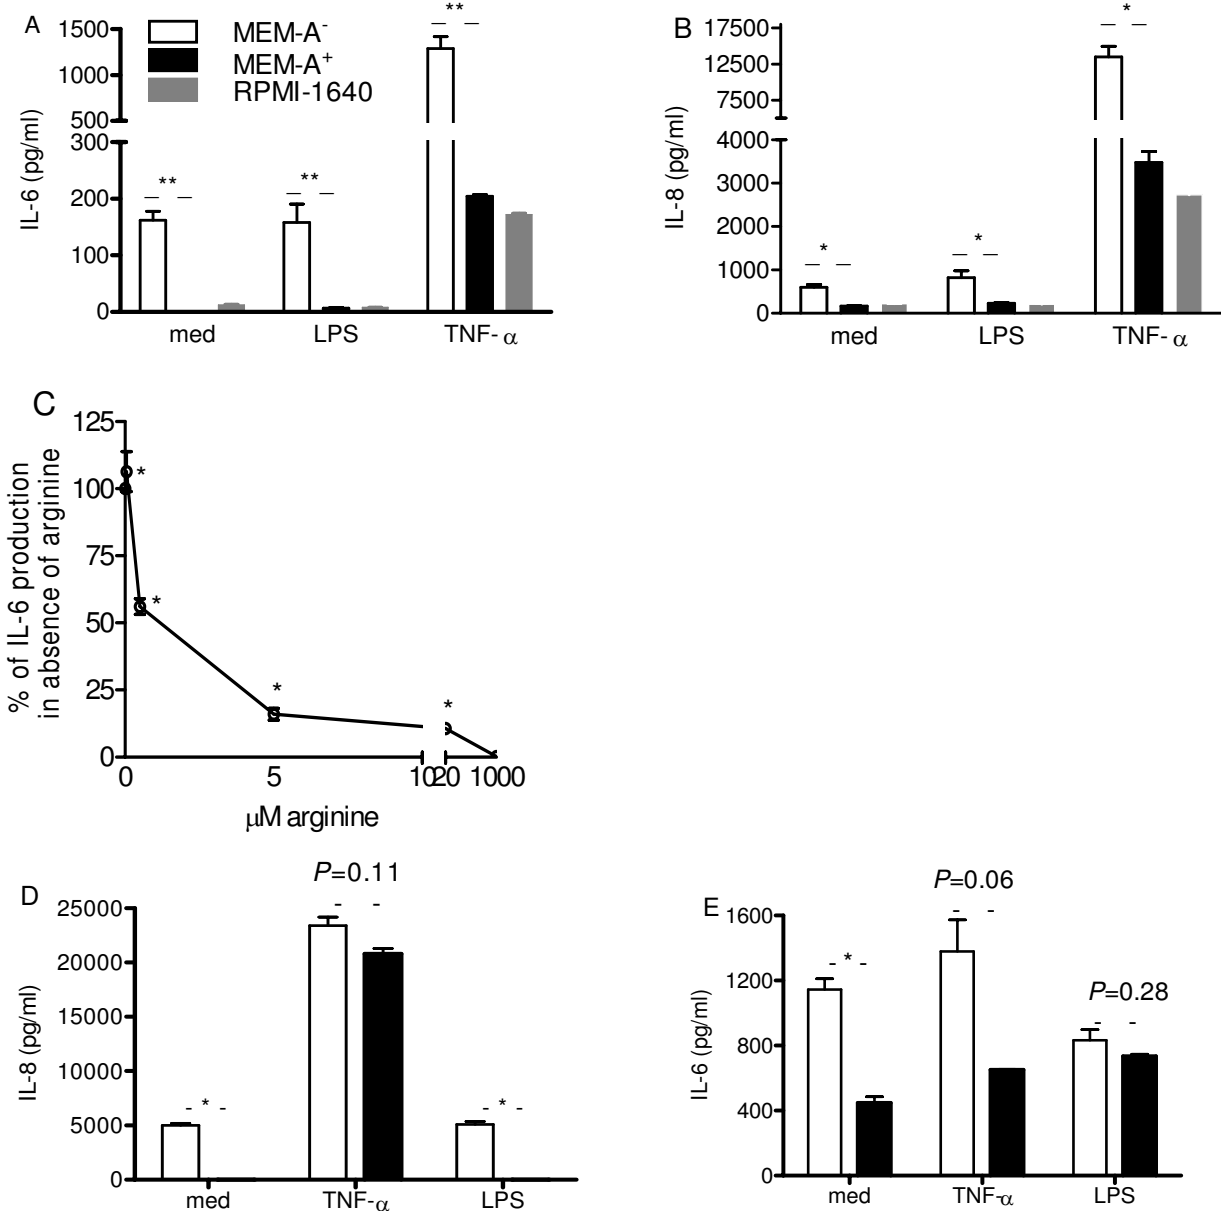 A
MEM-A-
MEM-A+
RPMI-1640
IL-6 (pg/ml)
1500
1000
500
300
200
100
0
**
**
**
med
LPS
TNF- α
B
IL-8 (pg/ml)
17500
12500
7500
4000
3000
2000
1000
0
*
*
*
med
LPS
TNF- α
C
% of IL-6 production
in absence of arginine
125
100
75
50
25
0
*
*
*
*
0
5
10
20
1000
μM arginine
D
P=0.11
IL-8 (pg/ml)
25000
20000
15000
10000
5000
0
*
*
med
TNF-α
LPS
E
P=0.06
P=0.28
IL-6 (pg/ml)
1600
1200
800
400
0
*
med
TNF-α
LPS